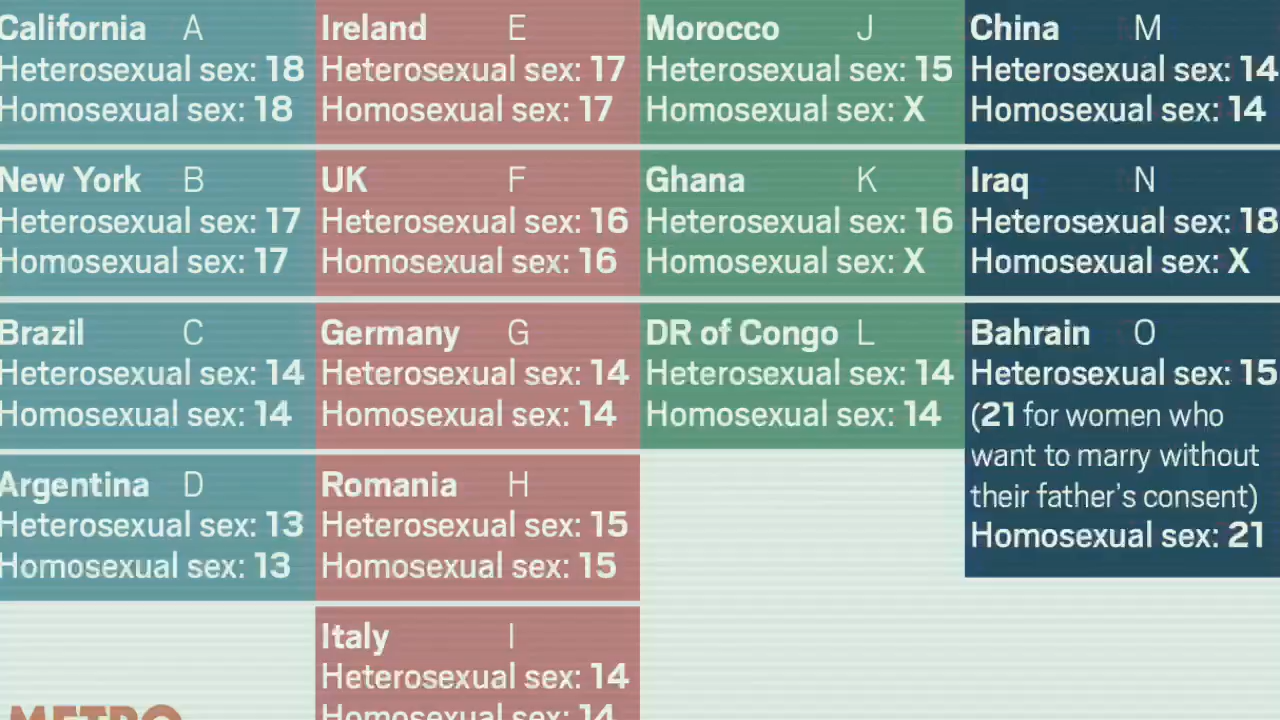 California A
Heterosexual sex: 18
Homosexual sex: 18
New York B
Heterosexual sex: 17
Homosexual sex: 17
Brazil C
Heterosexual sex: 14
Homosexual sex: 14
Argentina D
Heterosexual sex: 13
Homosexual sex: 13
METRO
Ireland E
Heterosexual sex: 17
Homosexual sex: 17
UK F
Heterosexual sex: 16
Homosexual sex: 16
Germany G
Heterosexual sex: 14
Homosexual sex: 14
Romania H
Heterosexual sex: 15
Homosexual sex: 15
Italy I
Heterosexual sex: 14
Homosexual sex: 14
Morocco J
Heterosexual sex: 15
Homosexual sex: X
Ghana K
Heterosexual sex: 16
Homosexual sex: X
DR of Congo L
Heterosexual sex: 14
Homosexual sex: 14
China M
Heterosexual sex: 14
Homosexual sex: 14
Iraq N
Heterosexual sex: 18
Homosexual sex: X
Bahrain O
Heterosexual sex: 15
(21 for women who
want to marry without
their father's consent)
Homosexual sex: 21